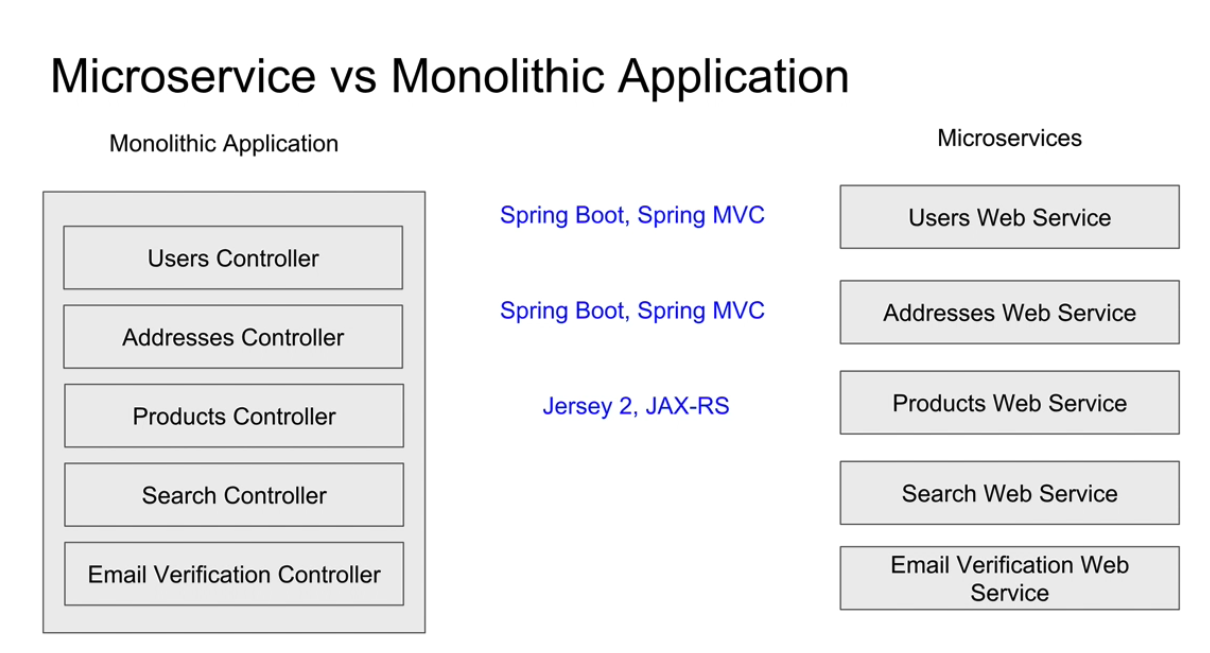 Microservice vs Monolithic Application
Monolithic Application
Users Controller
Addresses Controller
Products Controller
Search Controller
Email Verification Controller
Spring Boot, Spring MVC
Spring Boot, Spring MVC
Jersey 2, JAX-RS
Microservices
Users Web Service
Addresses Web Service
Products Web Service
Search Web Service
Email Verification Web
Service